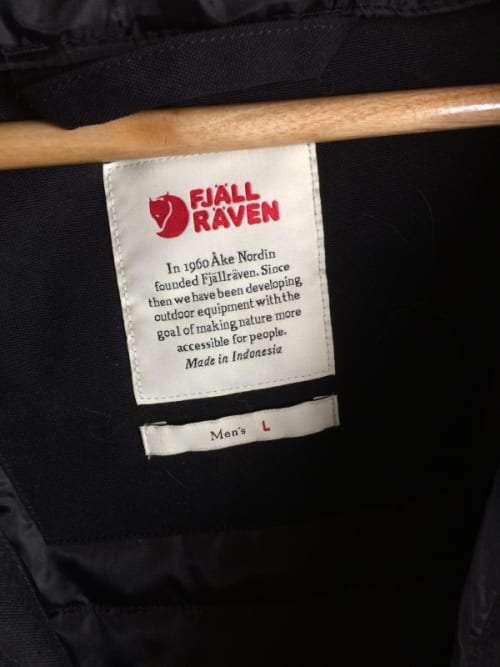 FJÄLL
RÄVEN
In 1960 Åke Nordin
founded Fjällräven. Since
then we have been developing
outdoor equipment with the
goal of making nature more
accessible for people.
Made in Indonesia
Men's L